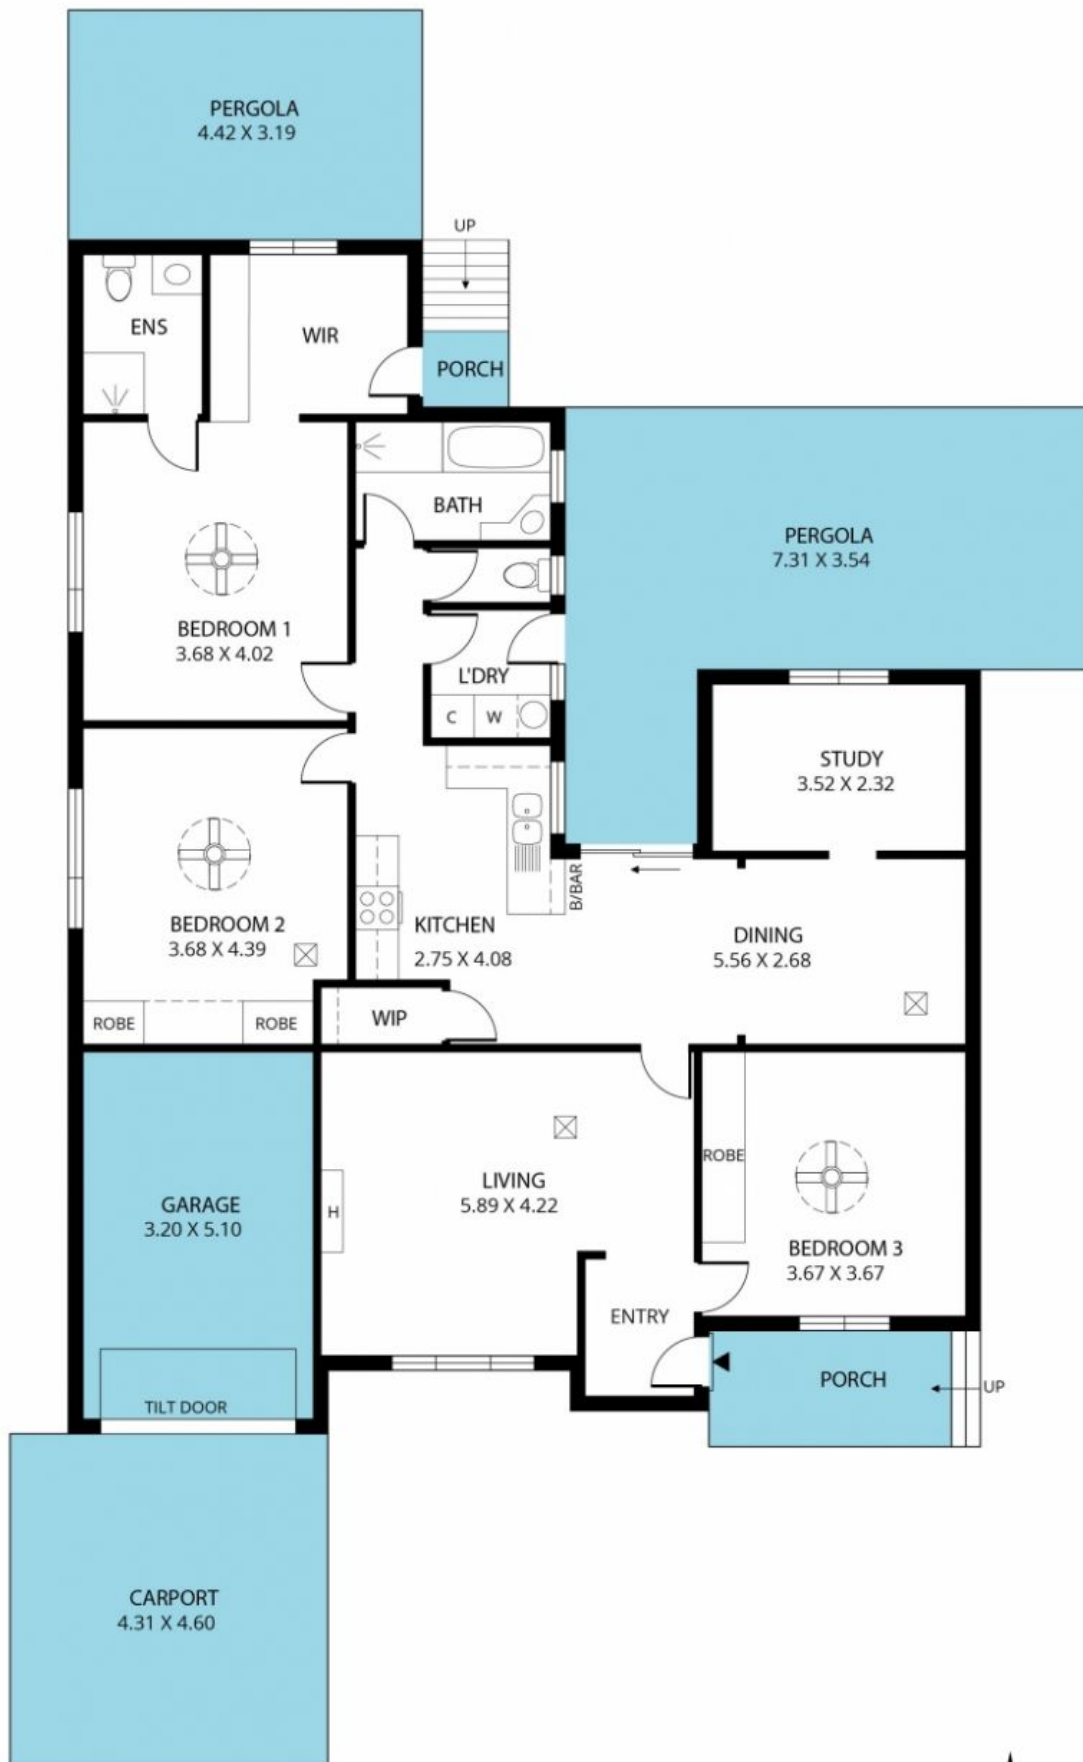 PERGOLA
4.42 X 3.19
UP
ENS
WIR
PORCH
BATH
PERGOLA
7.31 X 3.54
BEDROOM 1
3.68 X 4.02
L'DRY
C
W
STUDY
3.52 X 2.32
B/BAR
BEDROOM 2
3.68 X 4.39
KITCHEN
2.75 X 4.08
DINING
5.56 X 2.68
ROBE
ROBE
WIP
ROBE
GARAGE
3.20 X 5.10
H
LIVING
5.89 X 4.22
BEDROOM 3
3.67 X 3.67
ENTRY
PORCH
UP
TILT DOOR
CARPORT
4.31 X 4.60